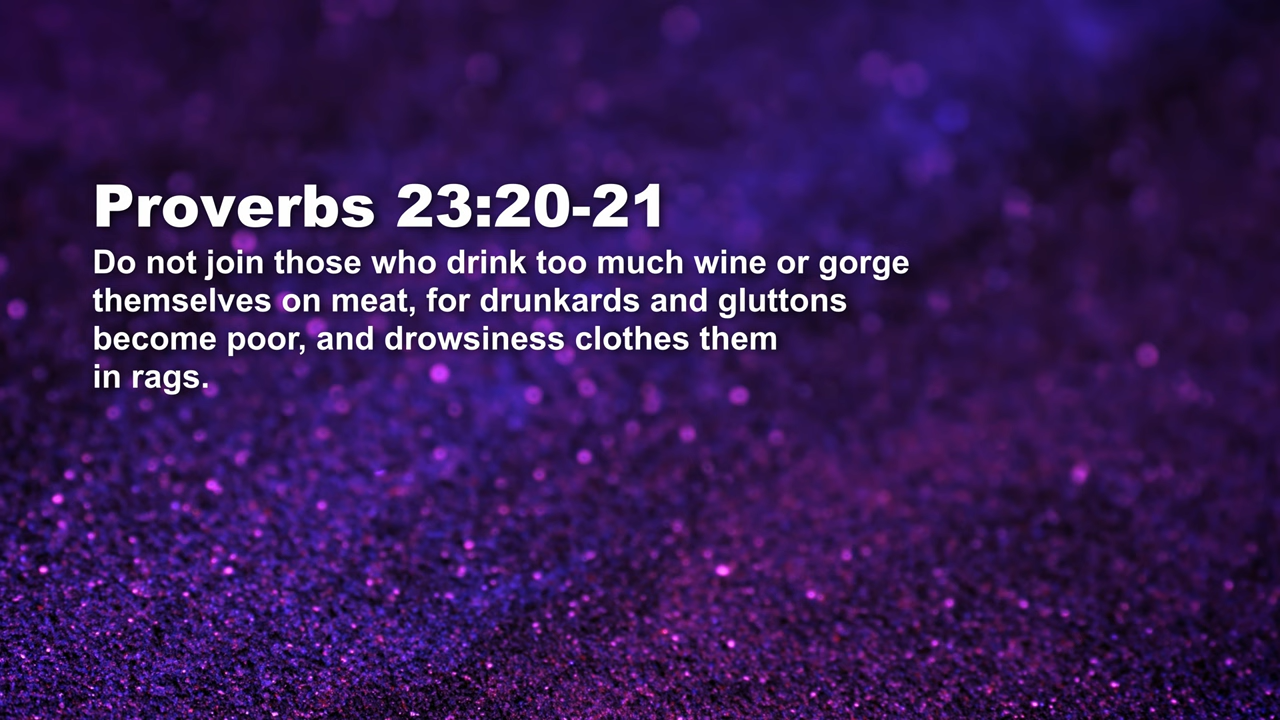 Proverbs 23:20-21
Do not join those who drink too much wine or gorge
themselves on meat, for drunkards and gluttons
become poor, and drowsiness clothes them
in rags.